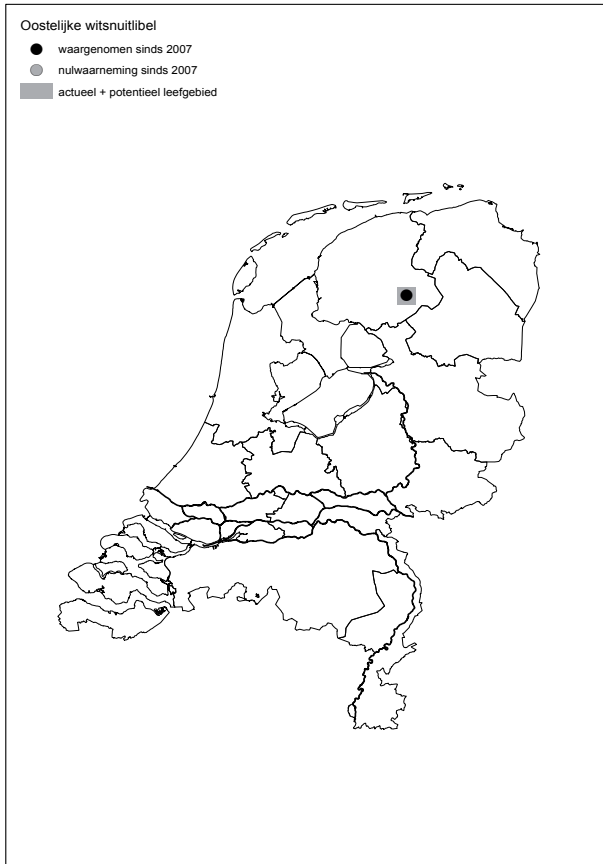 Oostelijke witsnuitlibel
waargenomen sinds 2007
nulwaarneming sinds 2007
actueel + potentieel leefgebied